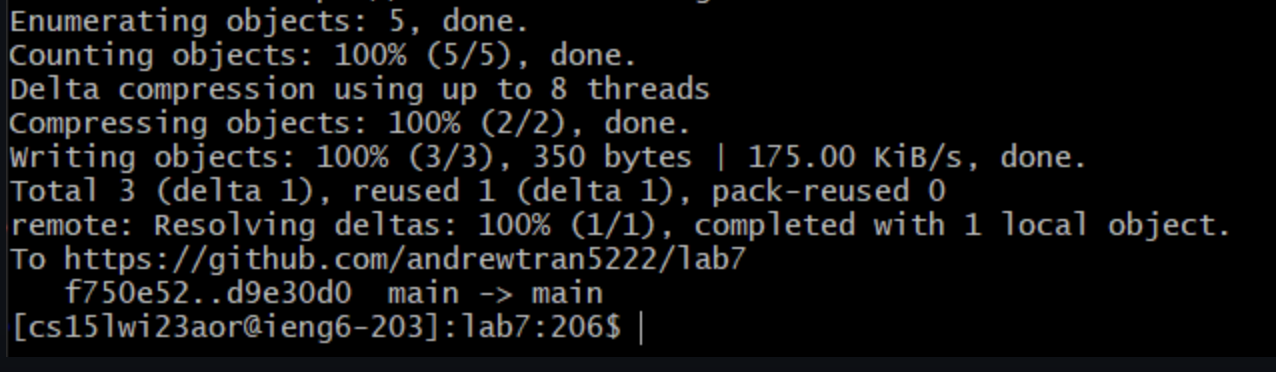 Enumerating objects: 5, done.
Counting objects: 100% (5/5), done.
Delta compression using up to 8 threads
Compressing objects: 100% (2/2), done.
Writing objects: 100% (3/3), 350 bytes | 175.00 KiB/s, done.
Total 3 (delta 1), reused 1 (delta 1), pack-reused 0
remote: Resolving deltas: 100% (1/1), completed with 1 local object.
To https://github.com/andrewtran5222/lab7
   f750e52..d9e30d0  main -> main
[cs15lwi23aor@ieng6-203]:lab7:206$